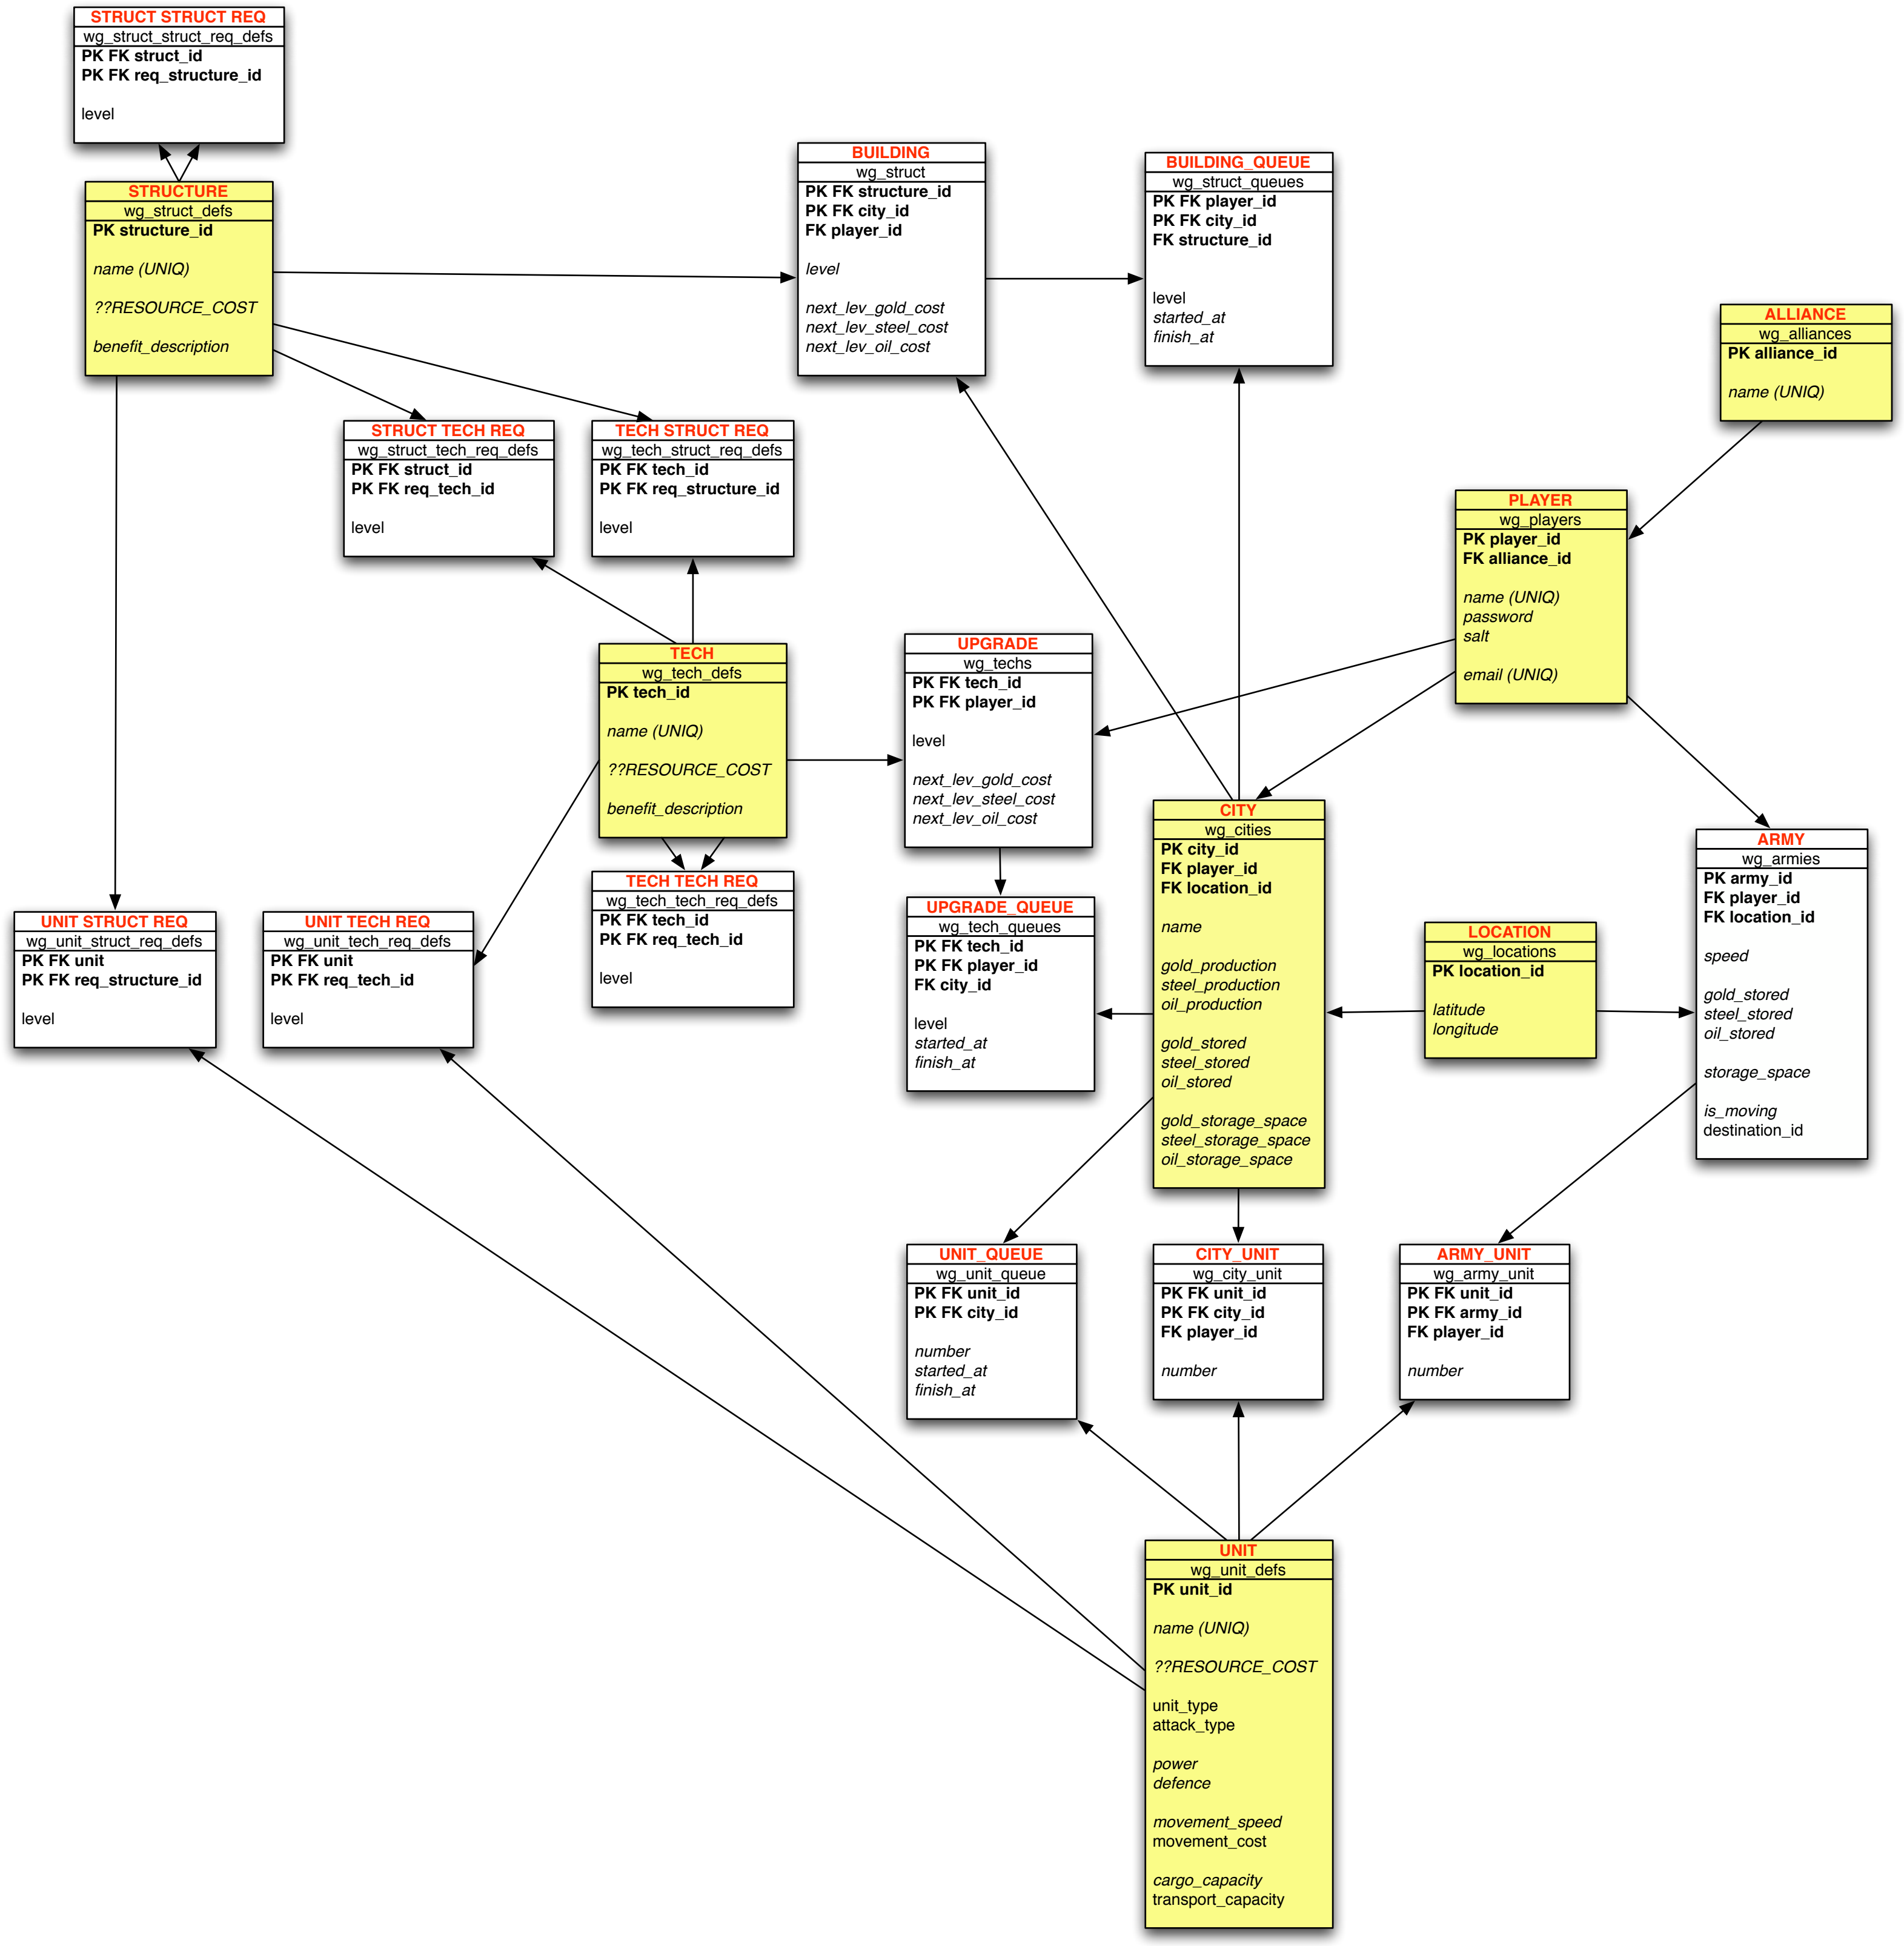 STRUCT STRUCT REQ
wg_struct_struct_req_defs
PK FK struct_id
PK FK req_structure_id
level
STRUCTURE
wg_struct_defs
PK structure_id
name (UNIQ)
??RESOURCE_COST
benefit_description
BUILDING
wg_struct
PK FK structure_id
PK FK city_id
FK player_id
level
next_lev_gold_cost
next_lev_steel_cost
next_lev_oil_cost
BUILDING_QUEUE
wg_struct_queues
PK FK player_id
PK FK city_id
FK structure_id
level
started_at
finish_at
ALLIANCE
wg_alliances
PK alliance_id
name (UNIQ)
STRUCT TECH REQ
wg_struct_tech_req_defs
PK FK struct_id
PK FK req_tech_id
level
TECH STRUCT REQ
wg_tech_struct_req_defs
PK FK tech_id
PK FK req_structure_id
level
PLAYER
wg_players
PK player_id
FK alliance_id
name (UNIQ)
password
salt
email (UNIQ)
TECH
wg_tech_defs
PK tech_id
name (UNIQ)
??RESOURCE_COST
benefit_description
UPGRADE
wg_techs
PK FK tech_id
PK FK player_id
level
next_lev_gold_cost
next_lev_steel_cost
next_lev_oil_cost
CITY
wg_cities
PK city_id
FK player_id
FK location_id
name
gold_production
steel_production
oil_production
gold_stored
steel_stored
oil_stored
gold_storage_space
steel_storage_space
oil_storage_space
ARMY
wg_armies
PK army_id
FK player_id
FK location_id
speed
gold_stored
steel_stored
oil_stored
storage_space
is_moving
destination_id
TECH TECH REQ
wg_tech_tech_req_defs
PK FK tech_id
PK FK req_tech_id
level
UPGRADE_QUEUE
wg_tech_queues
PK FK tech_id
PK FK player_id
FK city_id
level
started_at
finish_at
LOCATION
wg_locations
PK location_id
latitude
longitude
UNIT STRUCT REQ
wg_unit_struct_req_defs
PK FK unit
PK FK req_structure_id
level
UNIT TECH REQ
wg_unit_tech_req_defs
PK FK unit
PK FK req_tech_id
level
UNIT_QUEUE
wg_unit_queue
PK FK unit_id
PK FK city_id
number
started_at
finish_at
CITY_UNIT
wg_city_unit
PK FK unit_id
PK FK city_id
FK player_id
number
ARMY_UNIT
wg_army_unit
PK FK unit_id
PK FK army_id
FK player_id
number
UNIT
wg_unit_defs
PK unit_id
name (UNIQ)
??RESOURCE_COST
unit_type
attack_type
power
defence
movement_speed
movement_cost
cargo_capacity
transport_capacity